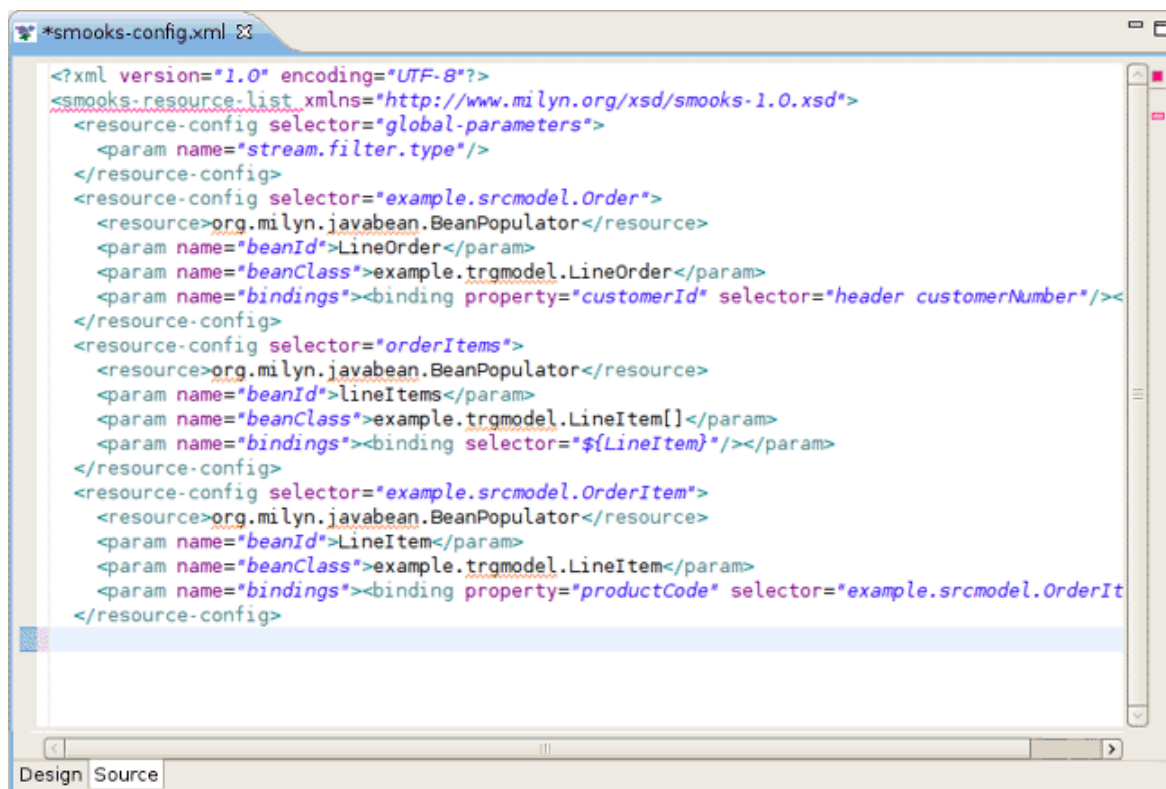 *smooks-config.xml
<?xml version="1.0" encoding="UTF-8"?>
<smooks-resource-list xmlns="http://www.milyn.org/xsd/smooks-1.0.xsd">
<resource-config selector="global-parameters">
<param name="stream.filter.type"/>
</resource-config>
<resource-config selector="example.srcmodel.Order">
<resource>org.milyn.javabean.BeanPopulator</resource>
<param name="beanId">LineOrder</param>
<param name="beanClass">example.trgmodel.LineOrder</param>
<param name="bindings"><binding property="customerId" selector="header customerNumber"/><
</resource-config>
<resource-config selector="orderItems">
<resource>org.milyn.javabean.BeanPopulator</resource>
<param name="beanId">lineItems</param>
<param name="beanClass">example.trgmodel.LineItem[]</param>
<param name="bindings"><binding selector="${LineItem}"/></param>
</resource-config>
<resource-config selector="example.srcmodel.OrderItem">
<resource>org.milyn.javabean.BeanPopulator</resource>
<param name="beanId">LineItem</param>
<param name="beanClass">example.trgmodel.LineItem</param>
<param name="bindings"><binding property="productCode" selector="example.srcmodel.OrderIt
</resource-config>
Design Source